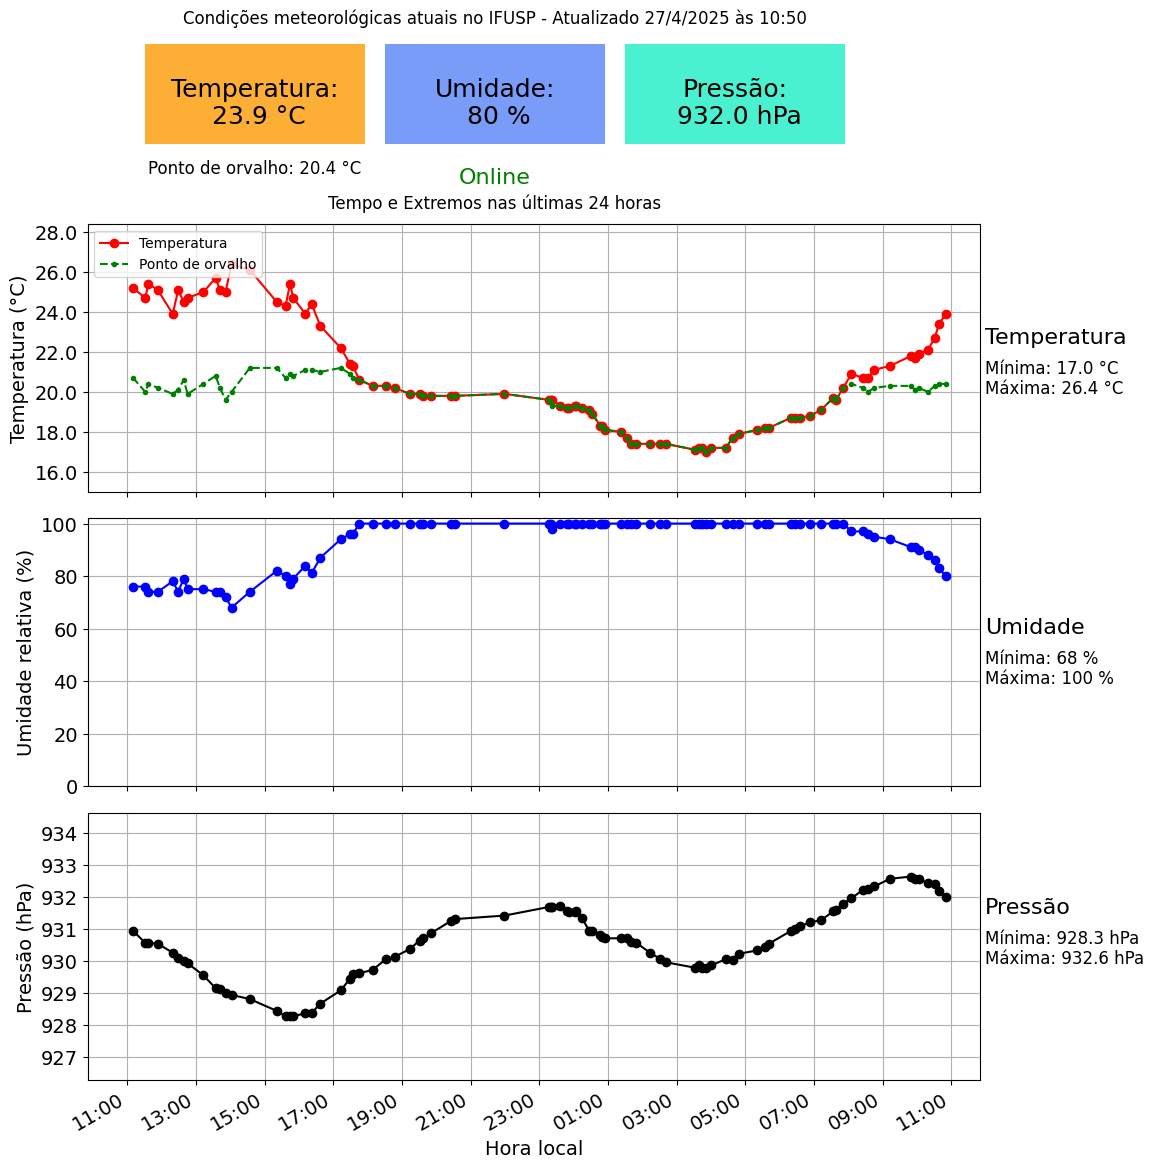 Condições meteorológicas atuais no IFUSP - Atualizado 27/4/2025 às 10:50
Temperatura:
23.9 °C
Umidade:
80 %
Pressão:
932.0 hPa
Ponto de orvalho: 20.4 °C
Online
Tempo e Extremos nas últimas 24 horas
Temperatura (°C)
28.0
26.0
24.0
22.0
20.0
18.0
16.0
Temperatura
Ponto de orvalho
Temperatura
Mínima: 17.0 °C
Máxima: 26.4 °C
Umidade relativa (%)
100
80
60
40
20
0
Umidade
Mínima: 68 %
Máxima: 100 %
Pressão (hPa)
934
933
932
931
930
929
928
927
Pressão
Mínima: 928.3 hPa
Máxima: 932.6 hPa
11:00 13:00 15:00 17:00 19:00 21:00 23:00 01:00 03:00 05:00 07:00 09:00 11:00
Hora local